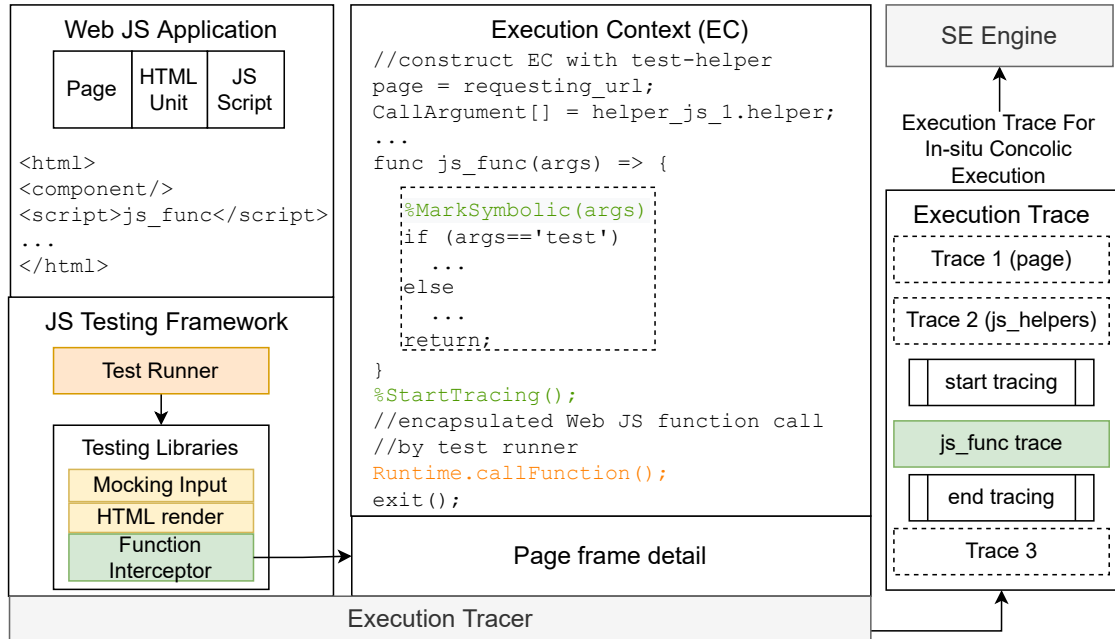 Web JS Application
Page
HTML
Unit
JS
Script
<html>
<component/>
<script>js_func</script>
...
</html>
JS Testing Framework
Test Runner
Testing Libraries
Mocking Input
HTML render
Function
Interceptor
Execution Context (EC)
//construct EC with test-helper
page = requesting_url;
CallArgument[] = helper_js_1.helper;
...
func js_func(args) => {
%MarkSymbolic(args)
if (args=='test')
...
else
...
return;
}
%StartTracing();
//encapsulated Web JS function call
//by test runner
Runtime.callFunction();
exit();
Page frame detail
Execution Tracer
SE Engine
Execution Trace For
In-situ Concolic
Execution
Execution Trace
Trace 1 (page)
Trace 2 (js_helpers)
start tracing
js_func trace
end tracing
Trace 3